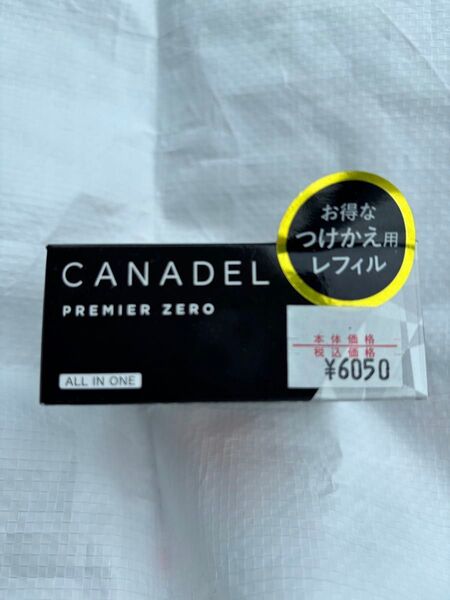 お得な
つけかえ用
レフィル
CANADEL
PREMIER ZERO
ALL IN ONE
本体価格
税込価格
¥6050